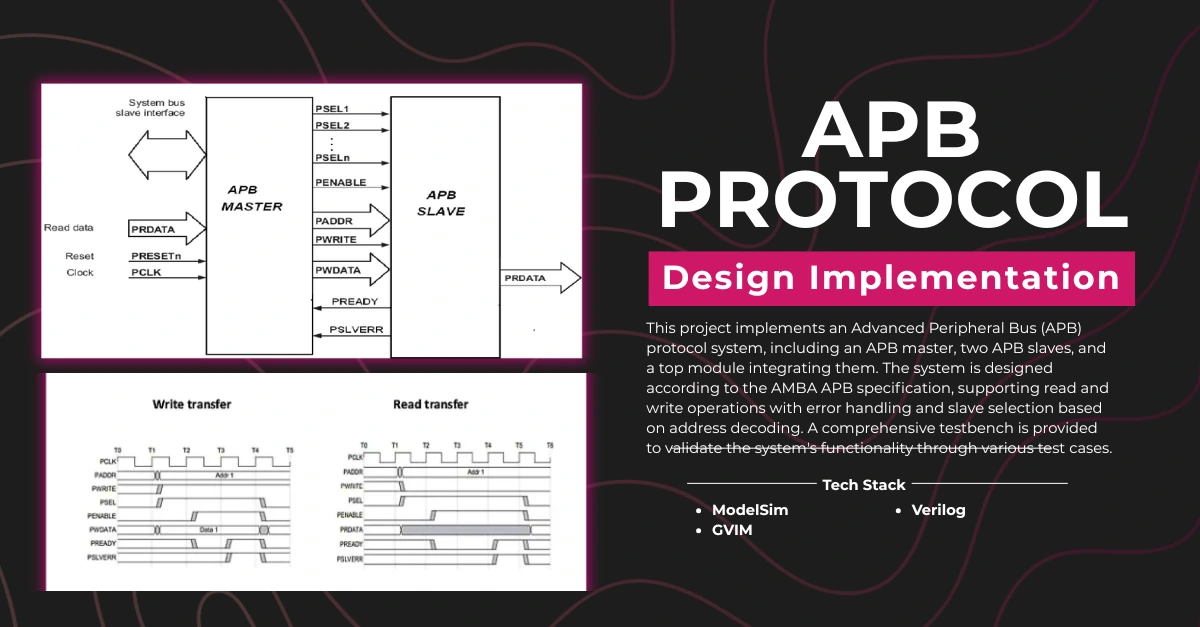 System bus
slave interface
Read data
PRDATA
Reset
PRESETn
Clock
PCLK
APB
MASTER
PSEL1
PSEL2
PSELn
PENABLE
PADDR
PWRITE
PWDATA
PREADY
PSLVERR
APB
SLAVE
PRDATA
Write transfer
T0 T1 T2 T3 T4 T5
PCLK
PADDR Addr 1
PWRITE
PSEL
PENABLE
PWDATA Data 1
PREADY
PSLVERR
Read transfer
T0 T1 T2 T3 T4 T5 T6
PCLK
PADDR Addr 1
PWRITE
PSEL
PENABLE
PRDATA
PREADY
PSLVERR
APB
PROTOCOL
Design Implementation
This project implements an Advanced Peripheral Bus (APB)
protocol system, including an APB master, two APB slaves, and
a top module integrating them. The system is designed
according to the AMBA APB specification, supporting read and
write operations with error handling and slave selection based
on address decoding. A comprehensive testbench is provided
to validate the system's functionality through various test cases.
Tech Stack
• ModelSim
• GVIM
• Verilog